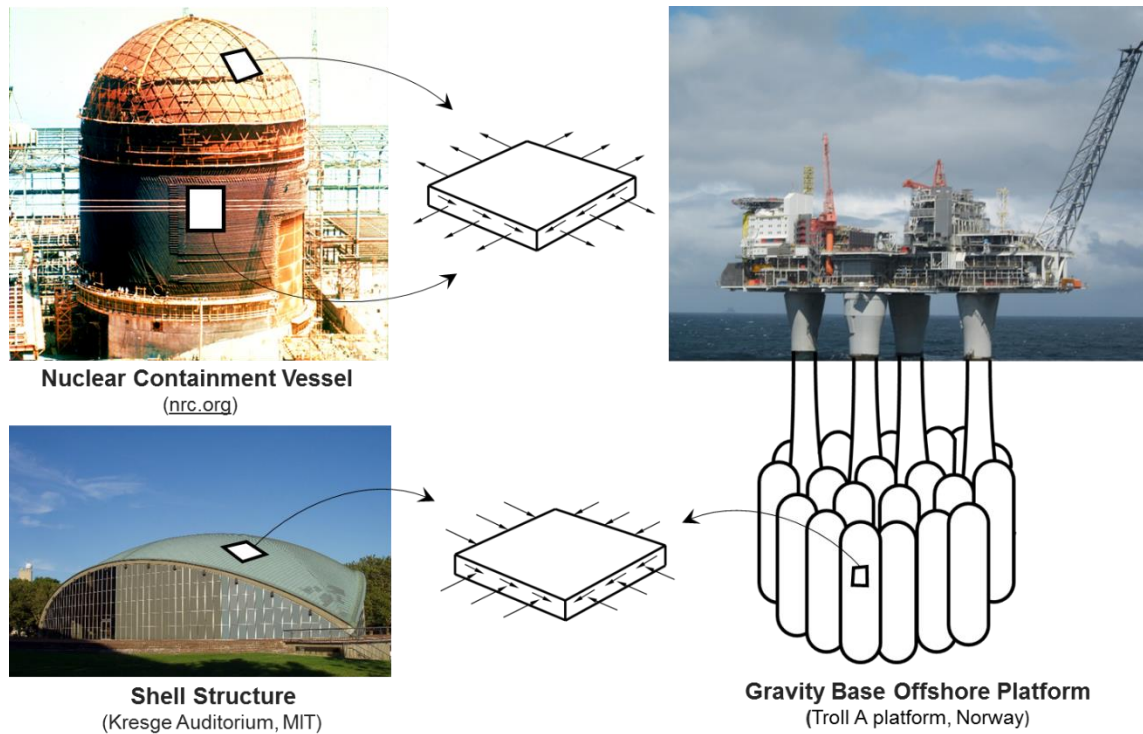 Nuclear Containment Vessel
(nrc.org)
Shell Structure
(Kresge Auditorium, MIT)
Gravity Base Offshore Platform
(Troll A platform, Norway)